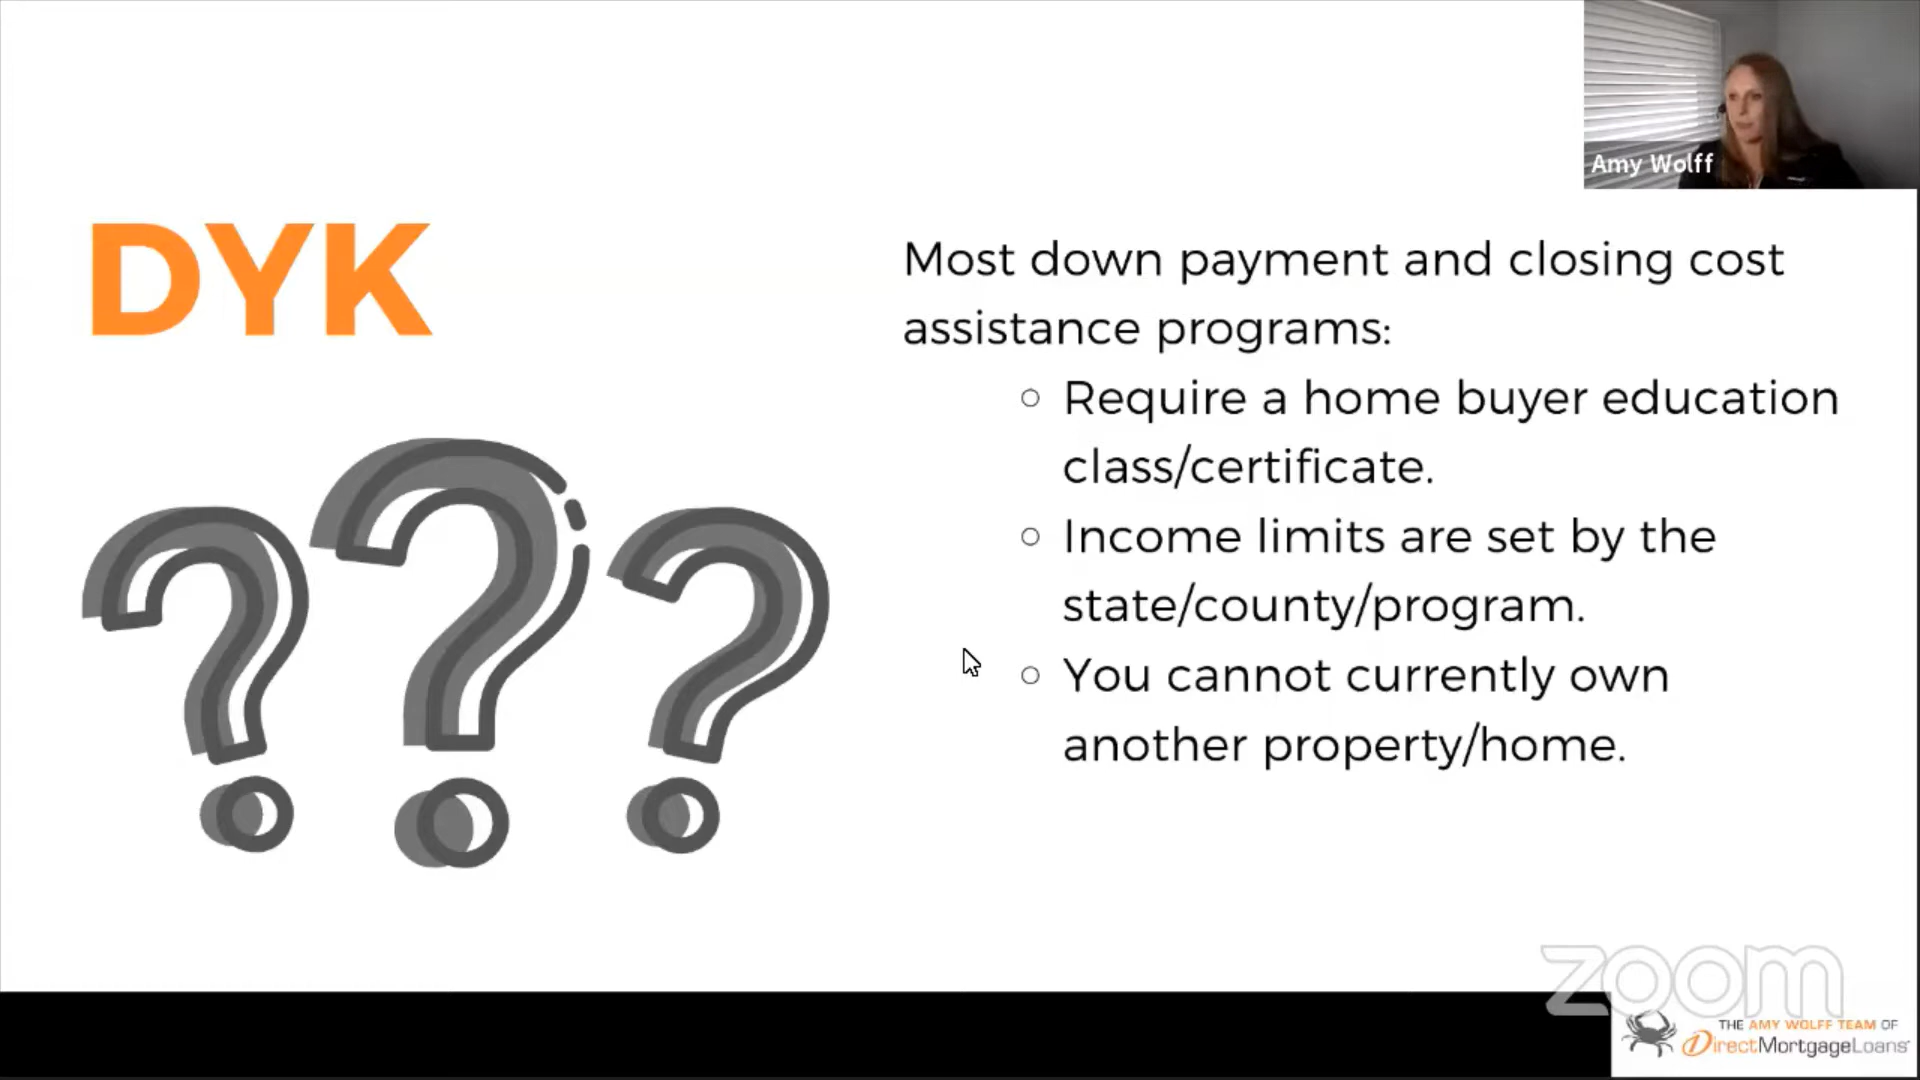 Amy Wolff
DYK
Most down payment and closing cost
assistance programs:
Require a home buyer education
class/certificate.
Income limits are set by the
state/county/program.
You cannot currently own
another property/home.
zoom
THE AMY WOLFF TEAM OF
DirectMortgageLoans